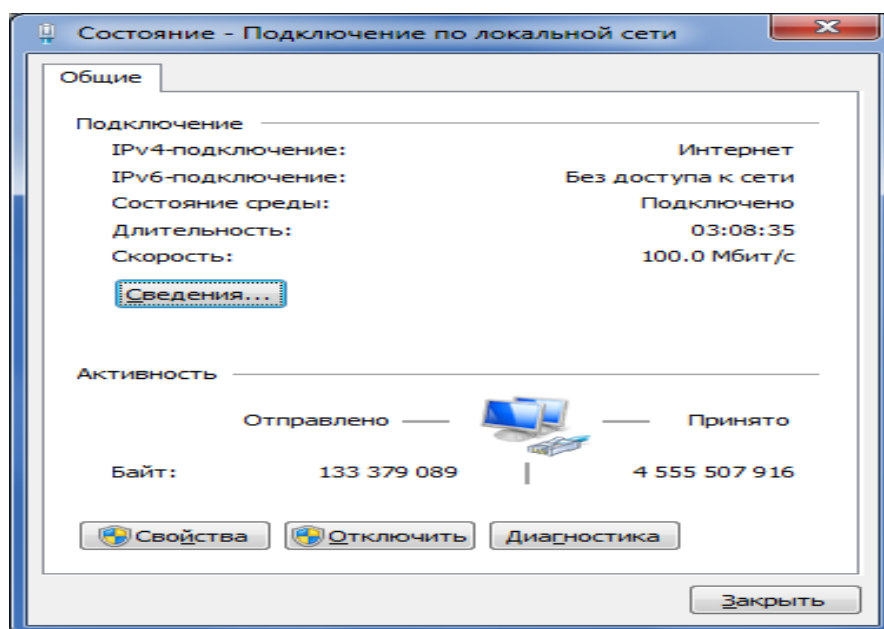 Состояние - Подключение по локальной сети
Общие
Подключение
IPv4-подключение: Интернет
IPv6-подключение: Без доступа к сети
Состояние среды: Подключено
Длительность: 03:08:35
Скорость: 100.0 Мбит/с
Сведения...
Активность
Отправлено Принято
Байт: 133 379 089 4 555 507 916
Свойства Отключить Диагностика
Закрыть